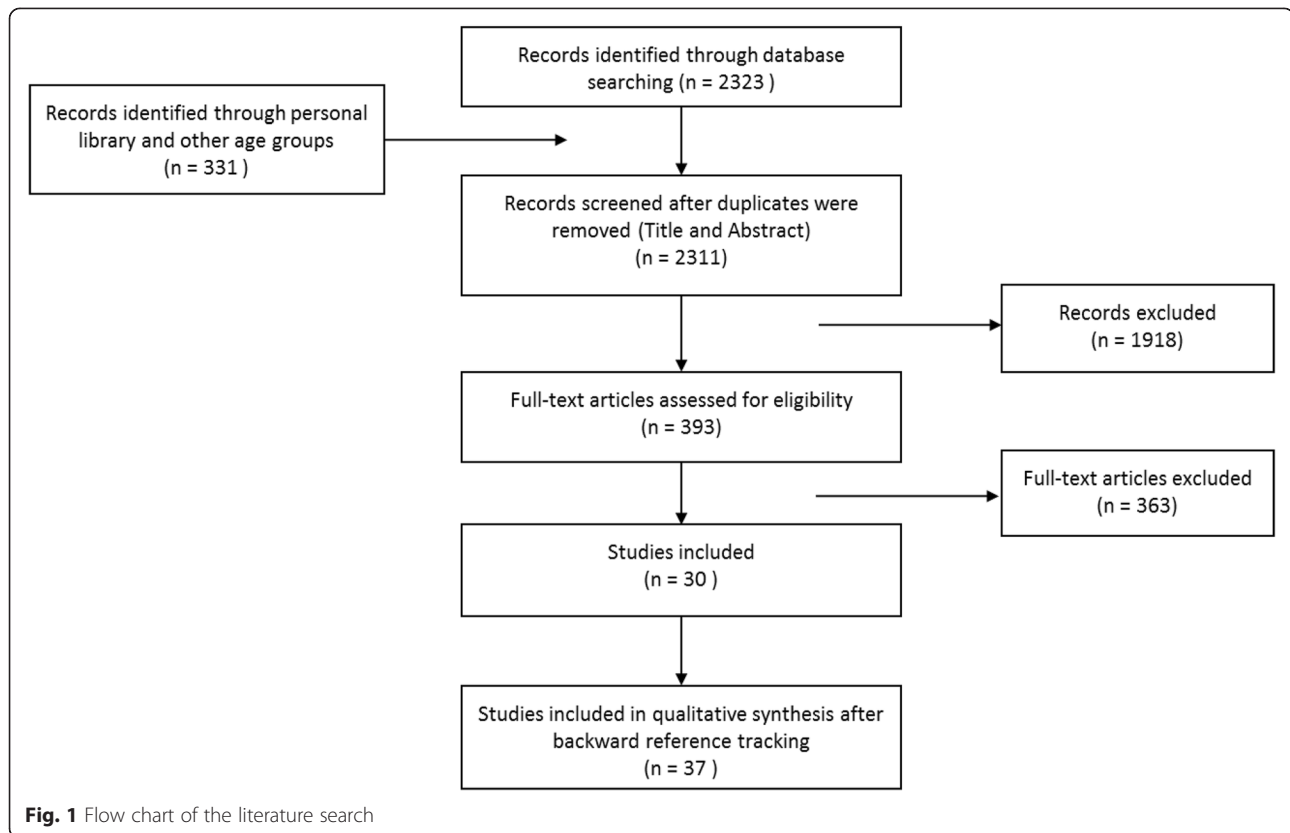 Records identified through database
searching (n = 2323 )
Records identified through personal
library and other age groups
(n = 331 )
Records screened after duplicates were
removed (Title and Abstract)
(n = 2311)
Records excluded
(n = 1918)
Full-text articles assessed for eligibility
(n = 393)
Full-text articles excluded
(n = 363)
Studies included
(n = 30 )
Studies included in qualitative synthesis after
backward reference tracking
(n = 37 )
Fig. 1 Flow chart of the literature search